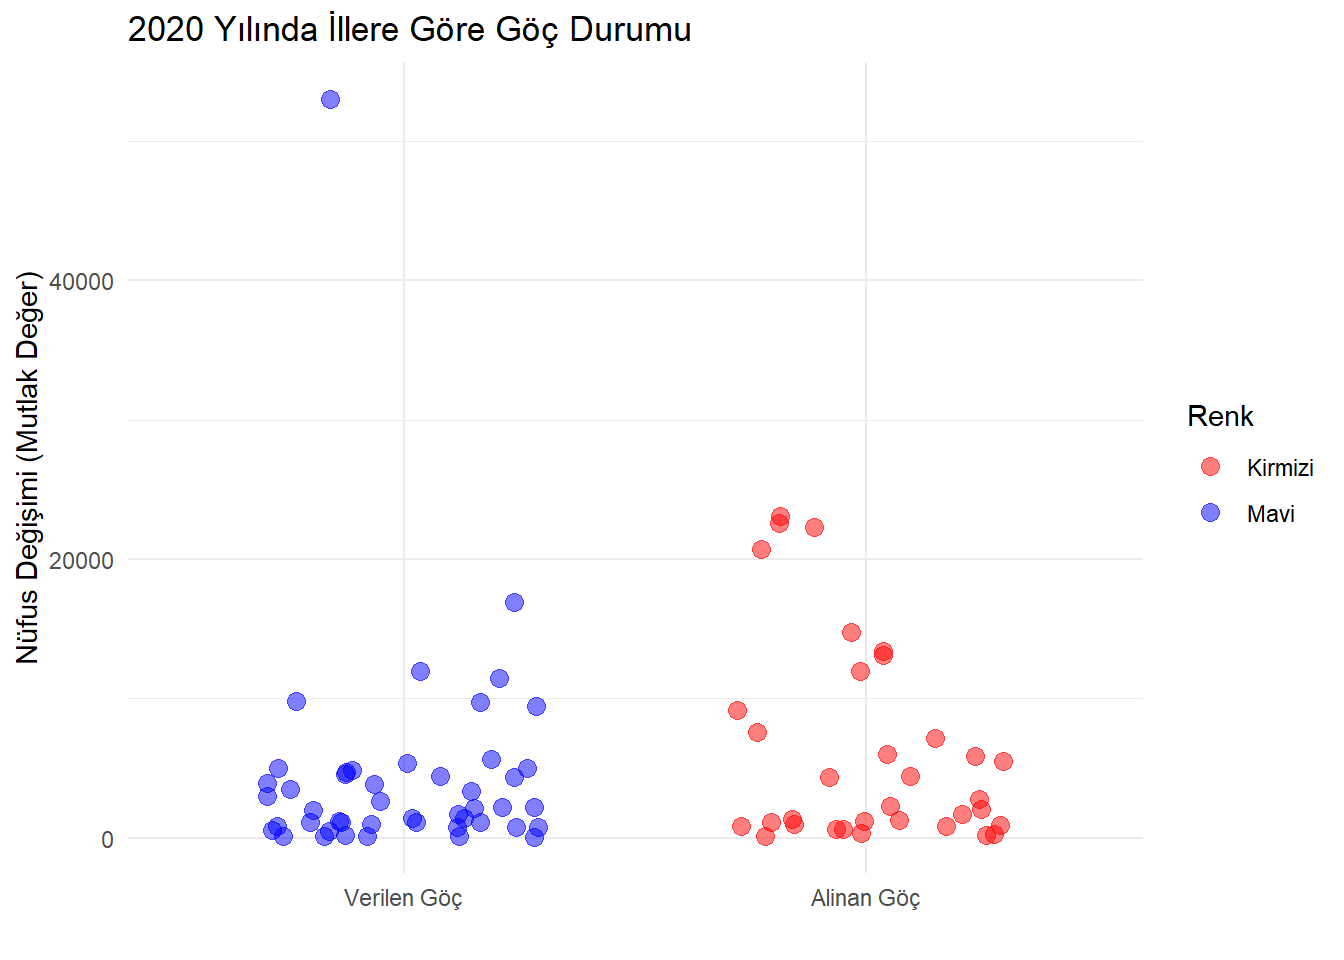 2020 Yılında İllere Göre Göç Durumu
Nüfus Değişimi (Mutlak Değer)
40000
20000
0
Verilen Göç
Alinan Göç
Renk
Kirmizi
Mavi